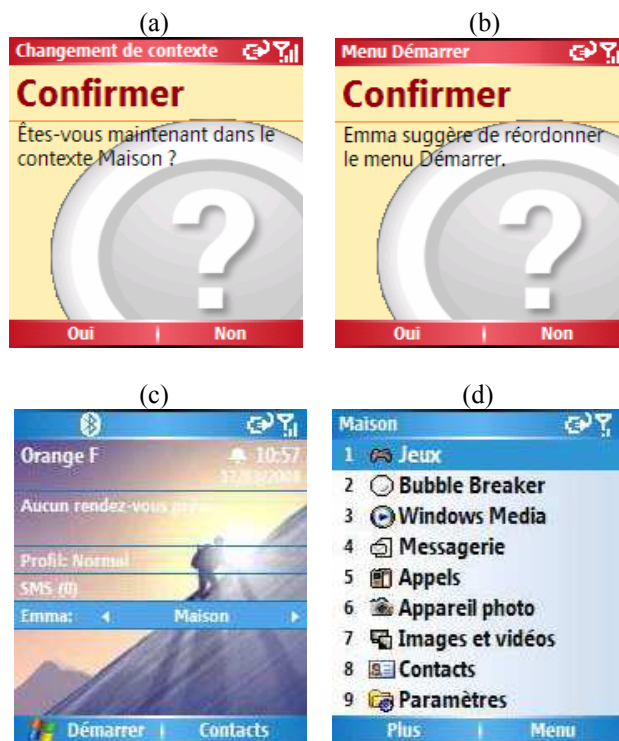 (a)
Changement de contexte
Confirmer
Êtes-vous maintenant dans le
contexte Maison ?
Oui
Non
(b)
Menu Démarrer
Confirmer
Emma suggère de réordonner
le menu Démarrer.
Oui
Non
(c)
Orange F
10:57
Aucun rendez-vous
Profil: Normal
SMS (0)
Emma:
Maison
Démarrer
Contacts
(d)
Maison
1 Jeux
2 Bubble Breaker
3 Windows Media
4 Messagerie
5 Appels
6 Appareil photo
7 Images et vidéos
8 Contacts
9 Paramètres
Plus
Menu